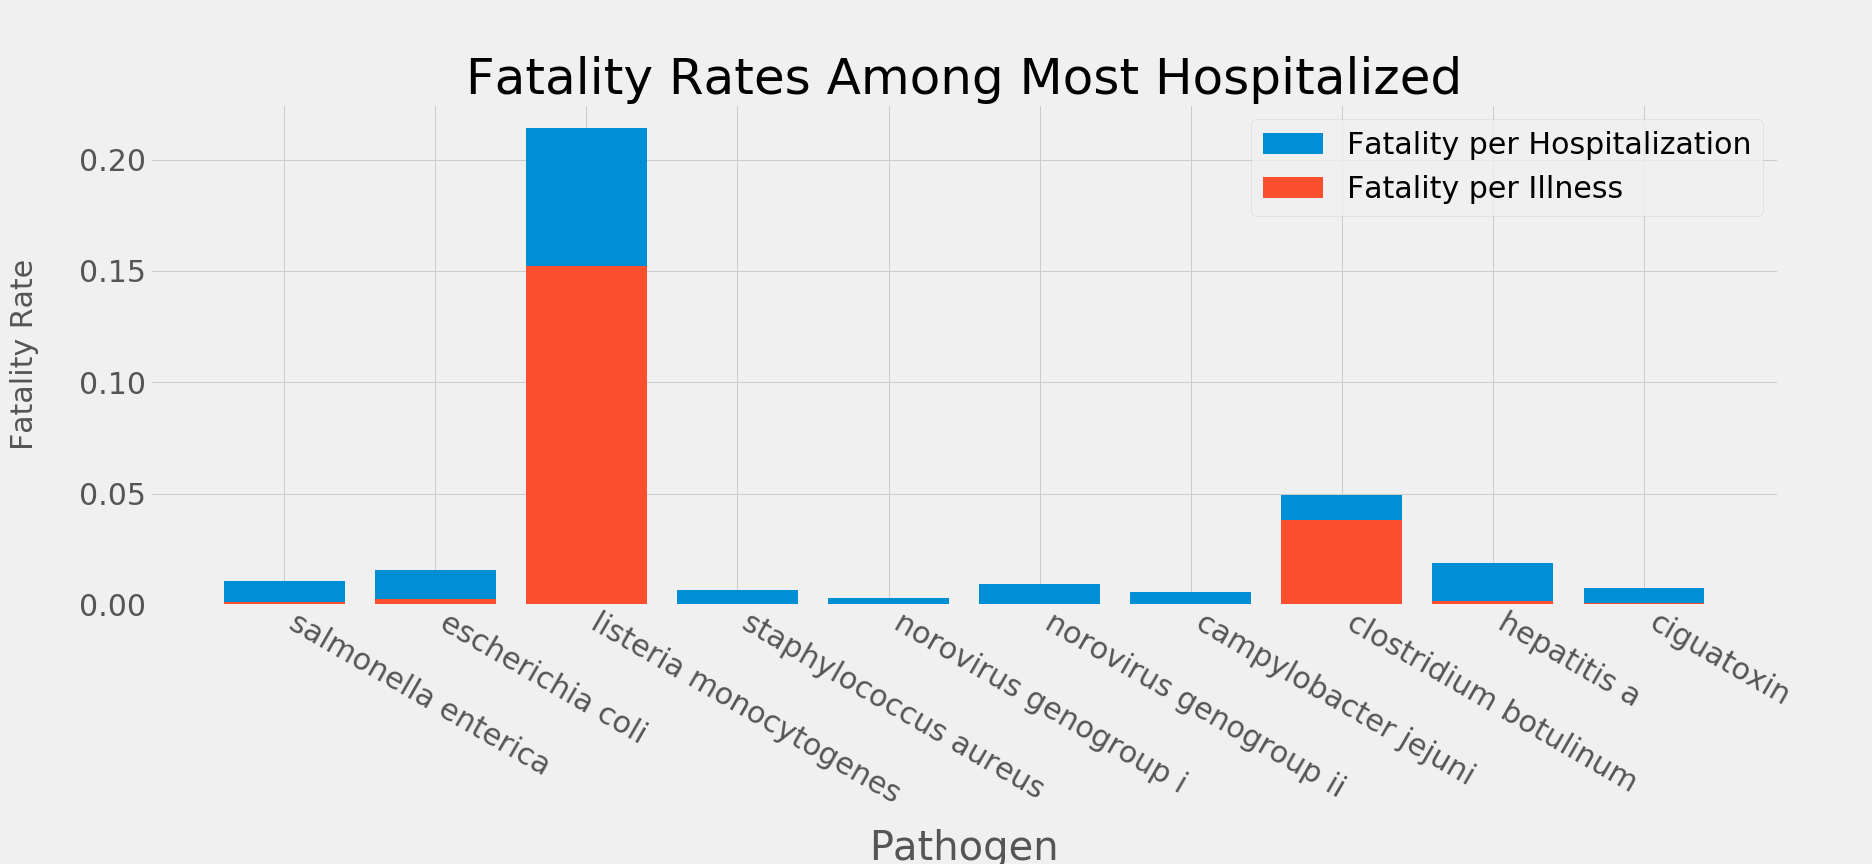 Fatality Rates Among Most Hospitalized
Fatality per Hospitalization
Fatality per Illness
Fatality Rate
0.20
0.15
0.10
0.05
0.00
salmonella enterica
escherichia coli
listeria monocytogenes
staphylococcus aureus
norovirus genogroup i
norovirus genogroup ii
campylobacter jejuni
clostridium botulinum
hepatitis a
ciguatoxin
Pathogen